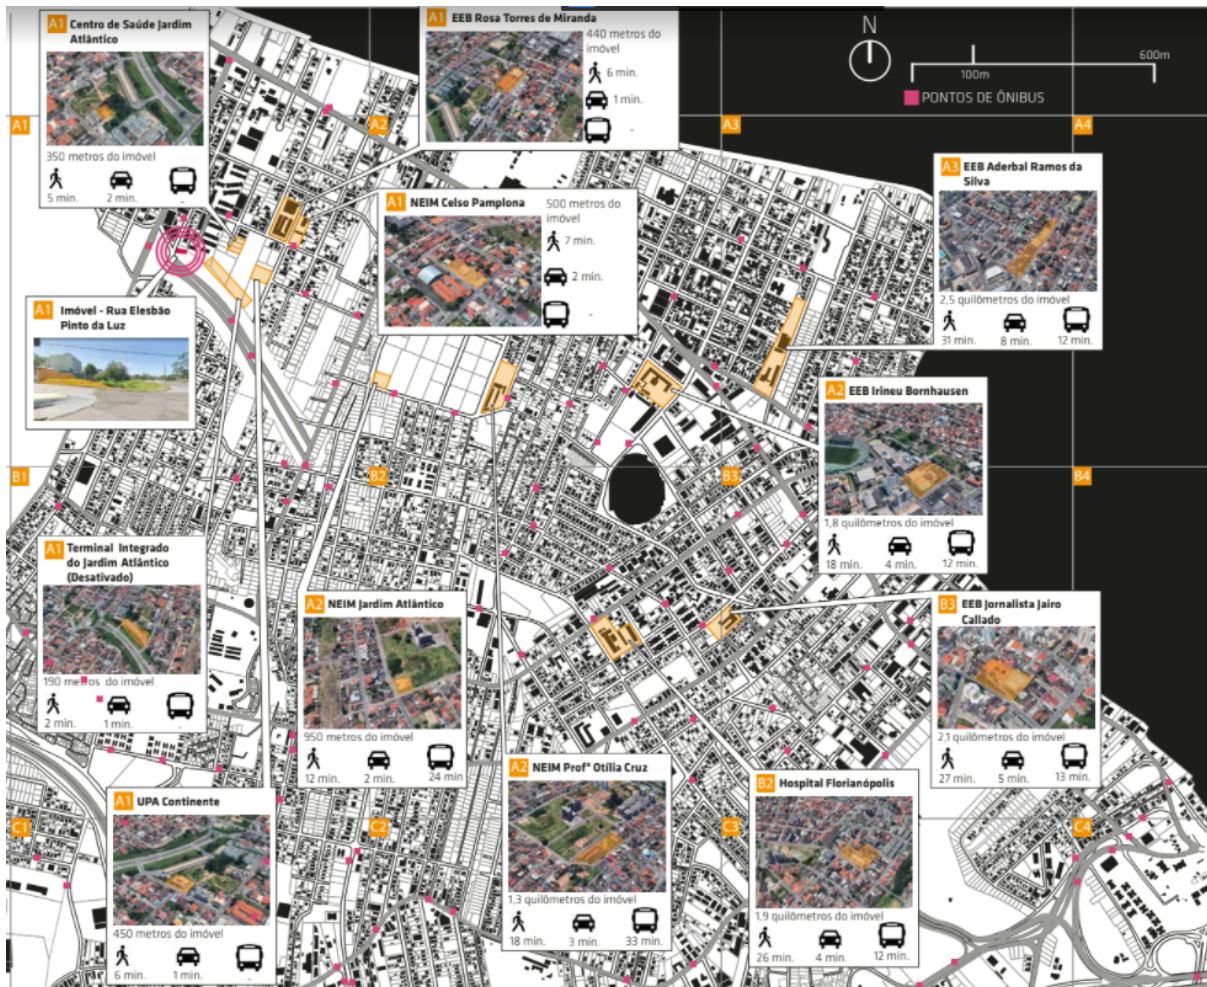 A1 Centro de Saúde Jardim
Atlântico
350 metros do imóvel
5 min. 2 min. -
A1 EEB Rosa Torres de Miranda
440 metros do
imóvel
6 min.
1 min.
-
N
100m
600m
PONTOS DE ÔNIBUS
A1
A2
A3
A4
A1 NEIM Celso Pamplona
500 metros do
imóvel
7 min.
2 min.
-
A3 EEB Aderbal Ramos da
Silva
2,5 quilômetros do imóvel
31 min. 8 min. 12 min.
A1 Imóvel - Rua Elesbão
Pinto da Luz
A2 EEB Irineu Bornhausen
1,8 quilômetros do imóvel
18 min. 4 min. 12 min.
B1
B2
B3
B4
A1 Terminal Integrado
do Jardim Atlântico
(Desativado)
190 metros do imóvel
2 min. 1 min. -
A2 NEIM Jardim Atlântico
950 metros do imóvel
12 min. 2 min. 24 min
B3 EEB Jornalista Jairo
Callado
2,1 quilômetros do imóvel
27 min. 5 min. 13 min.
A1 UPA Continente
450 metros do imóvel
6 min. 1 min. -
A2 NEIM Profª Otília Cruz
1,3 quilômetros do imóvel
18 min. 3 min. 33 min.
B2 Hospital Florianópolis
1,9 quilômetros do imóvel
26 min. 4 min. 12 min.
C1
C2
C3
C4